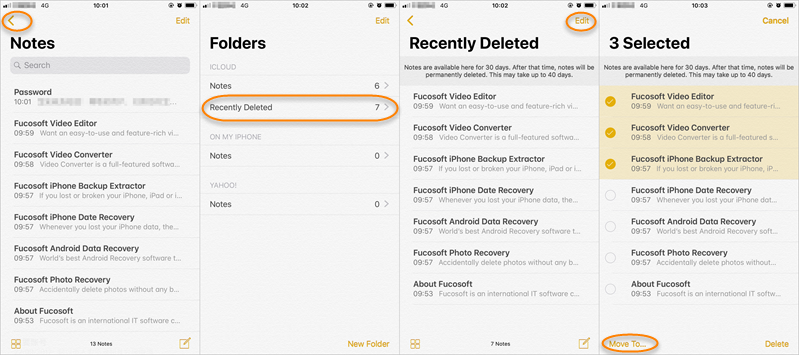 4G
10:01
Edit
Notes
Search
Password
10:01
Fucosoft Video Editor
09:59 Want an easy-to-use and feature-rich vi...
Fucosoft Video Converter
09:58 Video Converter is a full-featured softwa...
Fucosoft iPhone Backup Extractor
09:57 If you lost or broken your iPhone, iPad or i...
Fucosoft iPhone Date Recovery
09:57 Whenever you lost your iPhone data, the...
Fucosoft Android Data Recovery
09:57 World's best Android Recovery software t...
Fucosoft Photo Recovery
09:57 Accidentally delete photos without any b...
About Fucosoft
09:53 Fucosoft is an international IT software c...
13 Notes
4G
10:02
Edit
Folders
ICLOUD
Notes 6
Recently Deleted 7
ON MY IPHONE
Notes 0
YAHOO!
Notes 0
New Folder
4G
10:02
Edit
Recently Deleted
Notes are available here for 30 days. After that time, notes will be
permanently deleted. This may take up to 40 days.
Fucosoft Video Editor
09:59 Want an easy-to-use and feature-rich vi...
Fucosoft Video Converter
09:58 Video Converter is a full-featured softwa...
Fucosoft iPhone Backup Extractor
09:57 If you lost or broken your iPhone, iPad or i...
Fucosoft iPhone Date Recovery
09:57 Whenever you lost your iPhone data, the...
Fucosoft Android Data Recovery
09:57 World's best Android Recovery software t...
Fucosoft Photo Recovery
09:57 Accidentally delete photos without any b...
About Fucosoft
09:53 Fucosoft is an international IT software c...
7 Notes
4G
10:03
Cancel
3 Selected
Notes are available here for 30 days. After that time, notes will be
permanently deleted. This may take up to 40 days.
Fucosoft Video Editor
09:59 Want an easy-to-use and feature-ri...
Fucosoft Video Converter
09:58 Video Converter is a full-featured s...
Fucosoft iPhone Backup Extractor
09:57 If you lost or broken your iPhone, iP...
Fucosoft iPhone Date Recovery
09:57 Whenever you lost your iPhone dat...
Fucosoft Android Data Recovery
09:57 World's best Android Recovery soft...
Fucosoft Photo Recovery
09:57 Accidentally delete photos without...
About Fucosoft
09:53 Fucosoft is an international IT soft...
Move To...
Delete